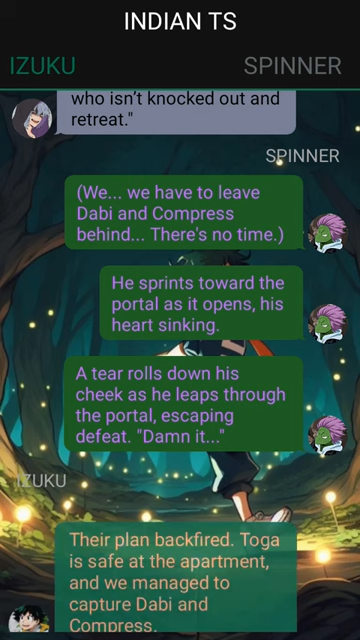 INDIAN TS
IZUKU
SPINNER
who isn’t knocked out and
retreat."
SPINNER
(We... we have to leave
Dabi and Compress
behind... There's no time.)
He sprints toward the
portal as it opens, his
heart sinking.
A tear rolls down his
cheek as he leaps through
the portal, escaping
defeat. "Damn it..."
IZUKU
Their plan backfired. Toga
is safe at the apartment,
and we managed to
capture Dabi and
Compress.